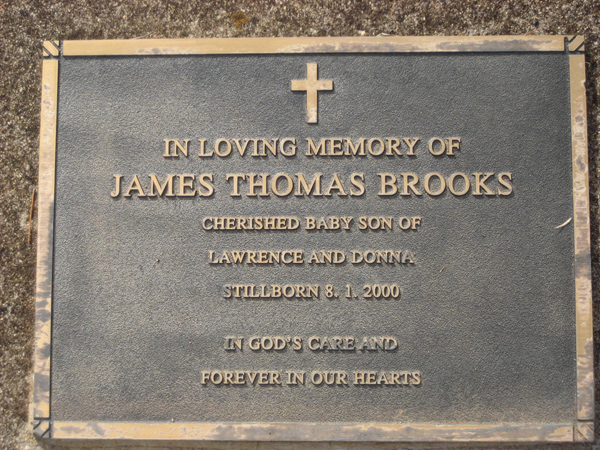 IN LOVING MEMORY OF
JAMES THOMAS BROOKS
CHERISHED BABY SON OF
LAWRENCE AND DONNA
STILLBORN 8. 1. 2000
IN GOD'S CARE AND
FOREVER IN OUR HEARTS